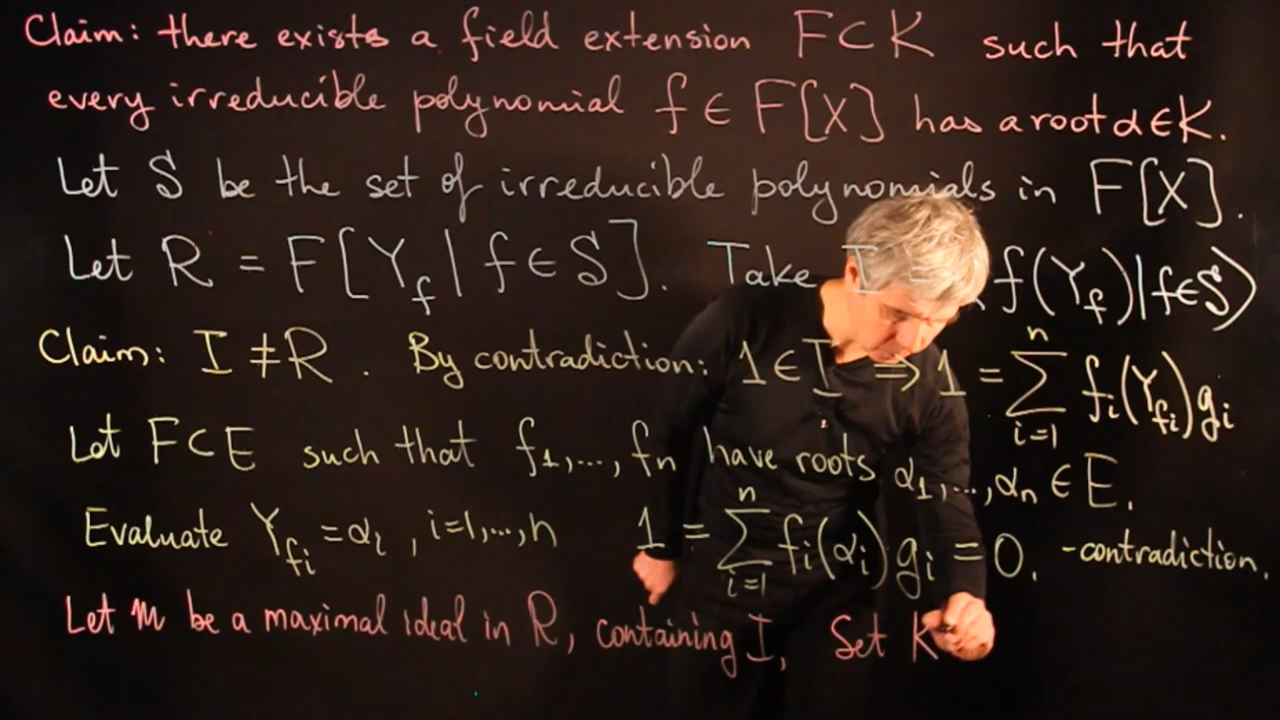 Claim: there exists a field extension F⊂K such that
every irreducible polynomial f∈F[X] has a root α∈K.
Let S be the set of irreducible polynomials in F[X].
Let R = F[Y_f | f∈S]. Take I = ⟨f(Y_f)|f∈S⟩
Claim: I≠R. By contradiction: 1∈I ⇒ 1 = ∑_{i=1}^{n} f_i(Y_{f_i})g_i
Let F⊂E such that f_1,...,f_n have roots α_1,...,α_n∈E.
Evaluate Y_{f_i}=α_i, i=1,...,n 1 = ∑_{i=1}^{n} f_i(α_i)g_i = 0. -contradiction.
Let m be a maximal ideal in R, containing I, Set K